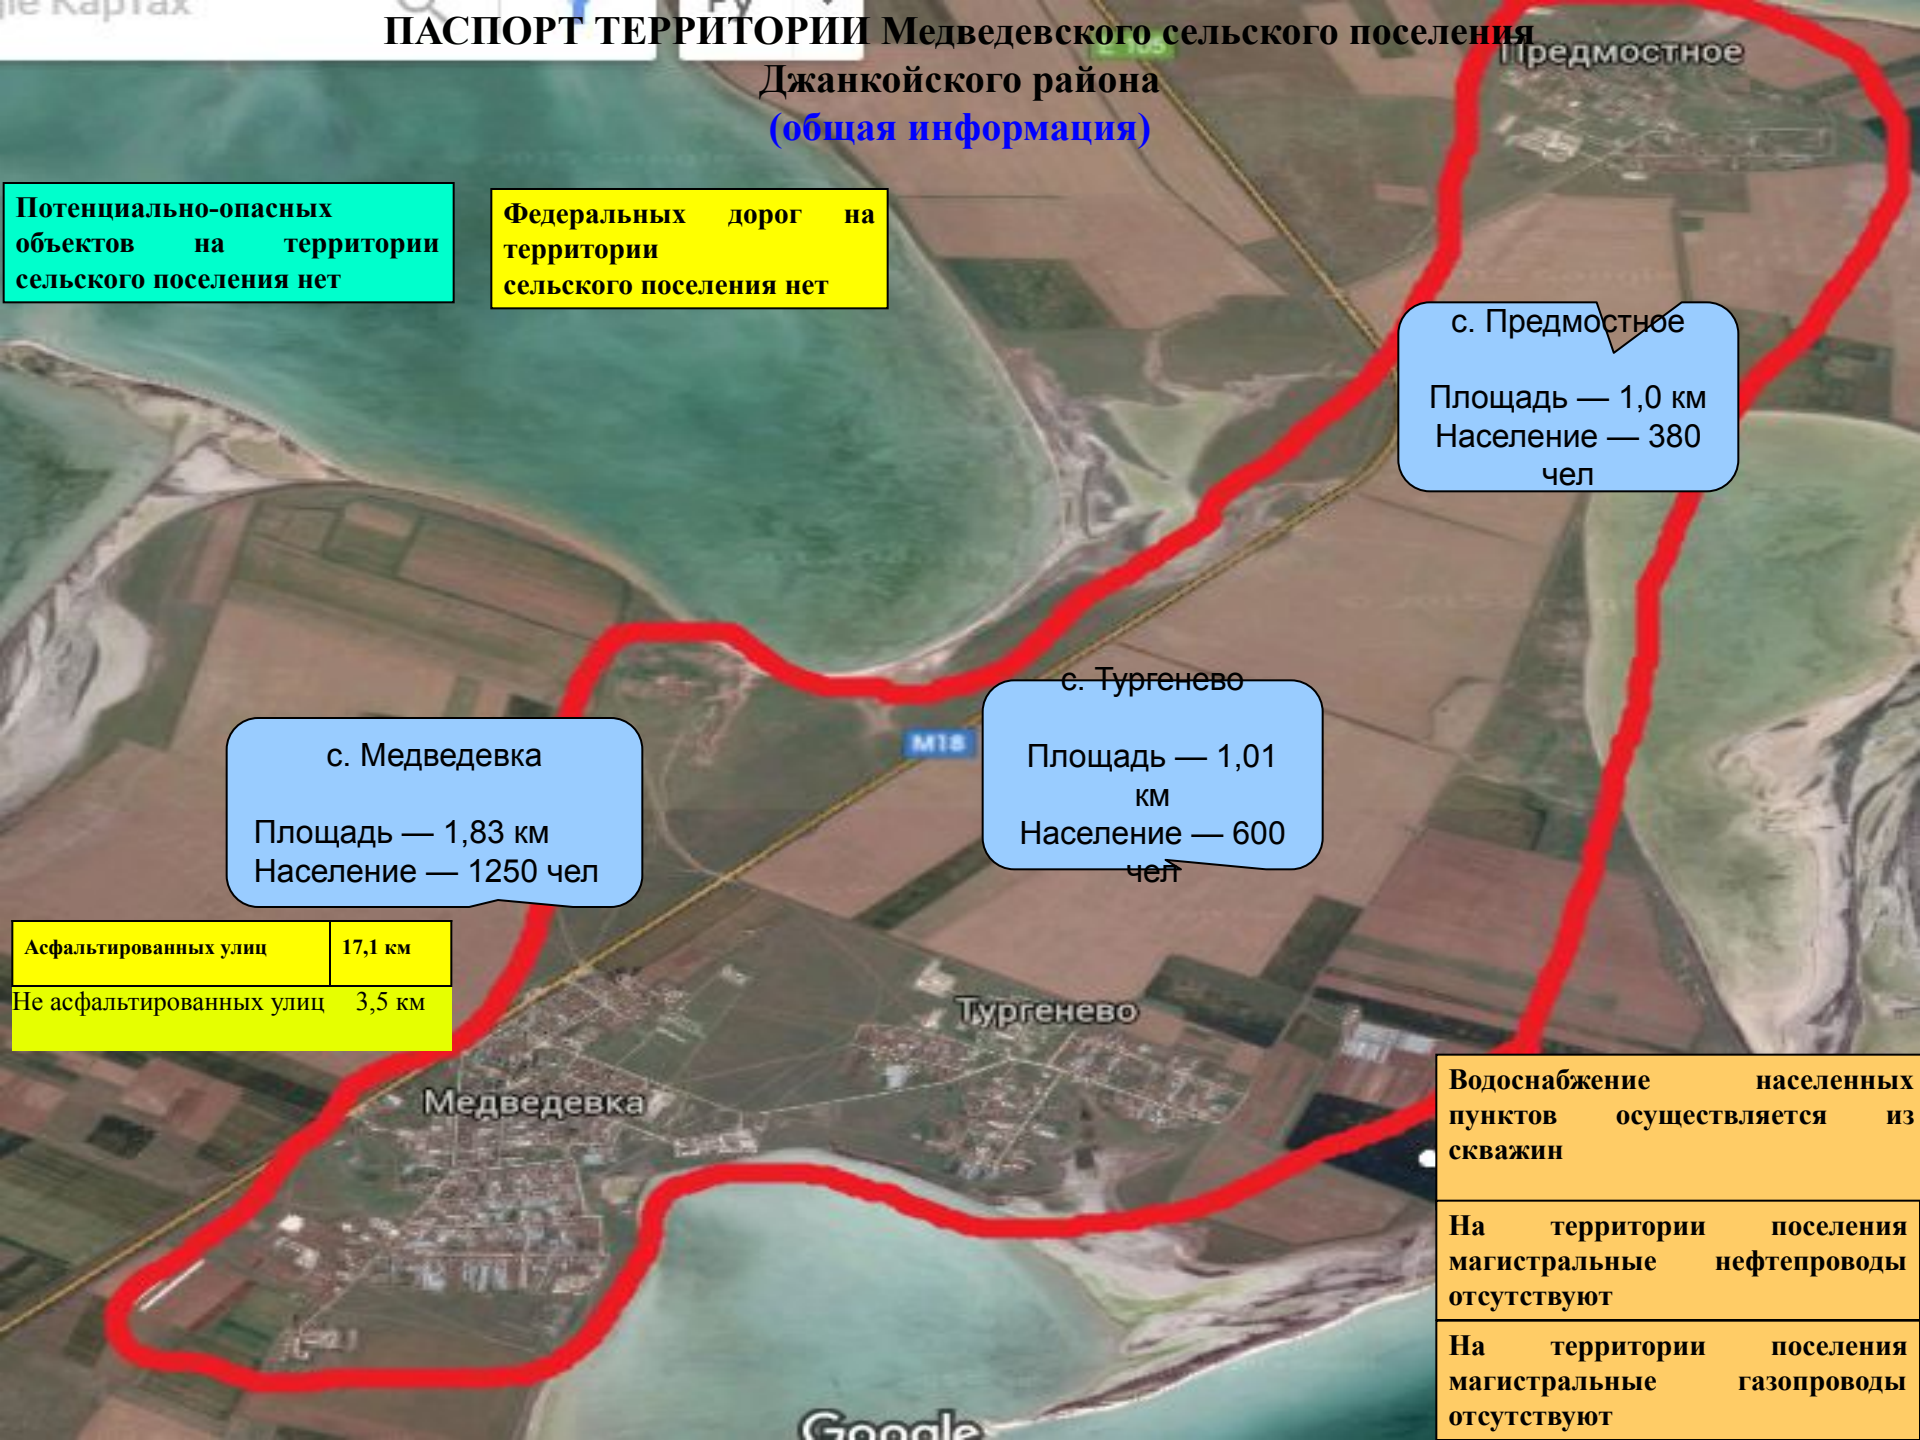 gle Картах
Ру
ПАСПОРТ ТЕРРИТОРИИ Медведевского сельского поселения
Джанкойского района
(общая информация)
Предмостное
Потенциально-опасных
объектов на территории
сельского поселения нет
Федеральных дорог на
территории
сельского поселения нет
с. Предмостное
Площадь — 1,0 км
Население — 380
чел
с. Тургенево
Площадь — 1,01
км
Население — 600
чел
M18
с. Медведевка
Площадь — 1,83 км
Население — 1250 чел
Асфальтированных улиц 17,1 км
Не асфальтированных улиц 3,5 км
Тургенево
Медведевка
Водоснабжение населенных
пунктов осуществляется из
скважин
На территории поселения
магистральные нефтепроводы
отсутствуют
На территории поселения
магистральные газопроводы
отсутствуют
Google